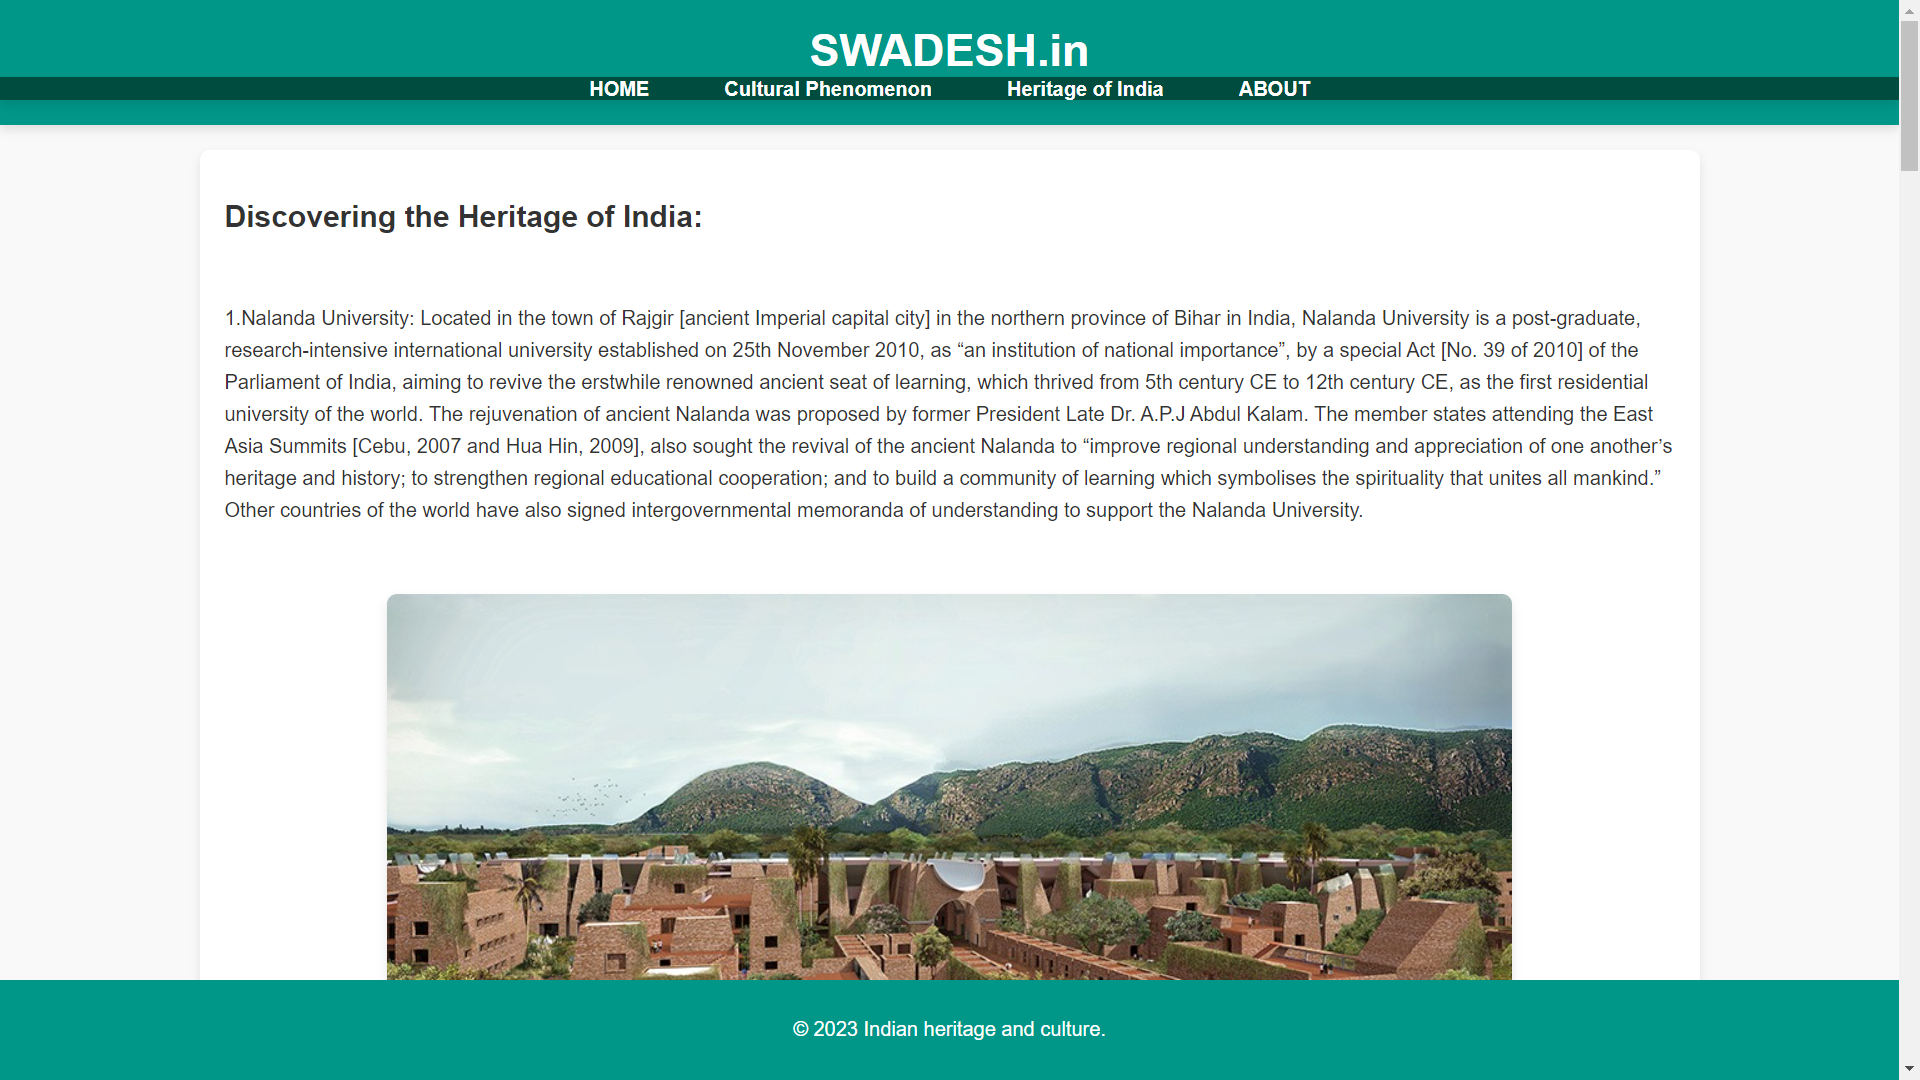 SWADESH.in
HOME Cultural Phenomenon Heritage of India ABOUT
Discovering the Heritage of India:
1.Nalanda University: Located in the town of Rajgir [ancient Imperial capital city] in the northern province of Bihar in India, Nalanda University is a post-graduate,
research-intensive international university established on 25th November 2010, as “an institution of national importance”, by a special Act [No. 39 of 2010] of the
Parliament of India, aiming to revive the erstwhile renowned ancient seat of learning, which thrived from 5th century CE to 12th century CE, as the first residential
university of the world. The rejuvenation of ancient Nalanda was proposed by former President Late Dr. A.P.J Abdul Kalam. The member states attending the East
Asia Summits [Cebu, 2007 and Hua Hin, 2009], also sought the revival of the ancient Nalanda to “improve regional understanding and appreciation of one another’s
heritage and history; to strengthen regional educational cooperation; and to build a community of learning which symbolises the spirituality that unites all mankind.”
Other countries of the world have also signed intergovernmental memoranda of understanding to support the Nalanda University.
© 2023 Indian heritage and culture.